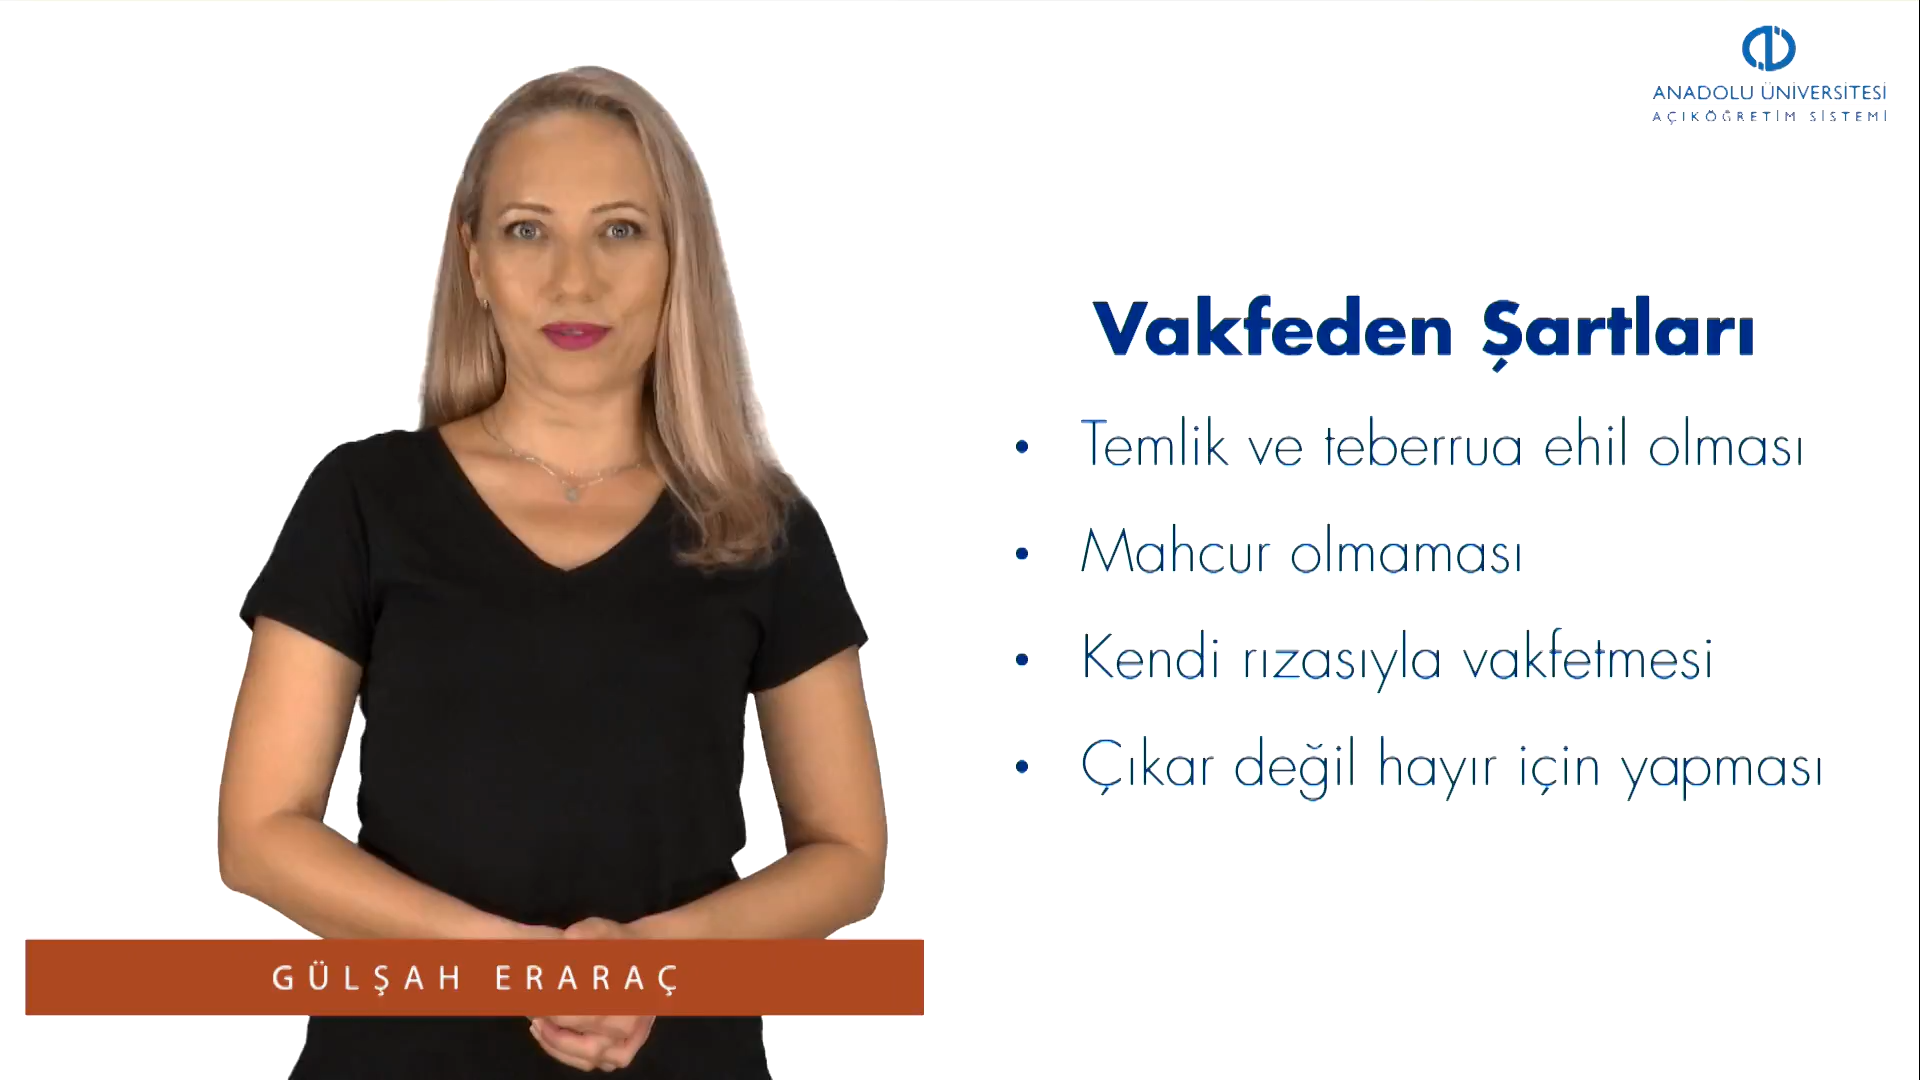 ANADOLU ÜNİVERSİTESİ
AÇIKÖĞRETİM SİSTEMİ
Vakfeden Şartları
• Temlik ve teberrua ehil olması
• Mahcur olmaması
• Kendi rızasıyla vakfetmesi
• Çıkar değil hayır için yapması
GÜLŞAH ERARAÇ